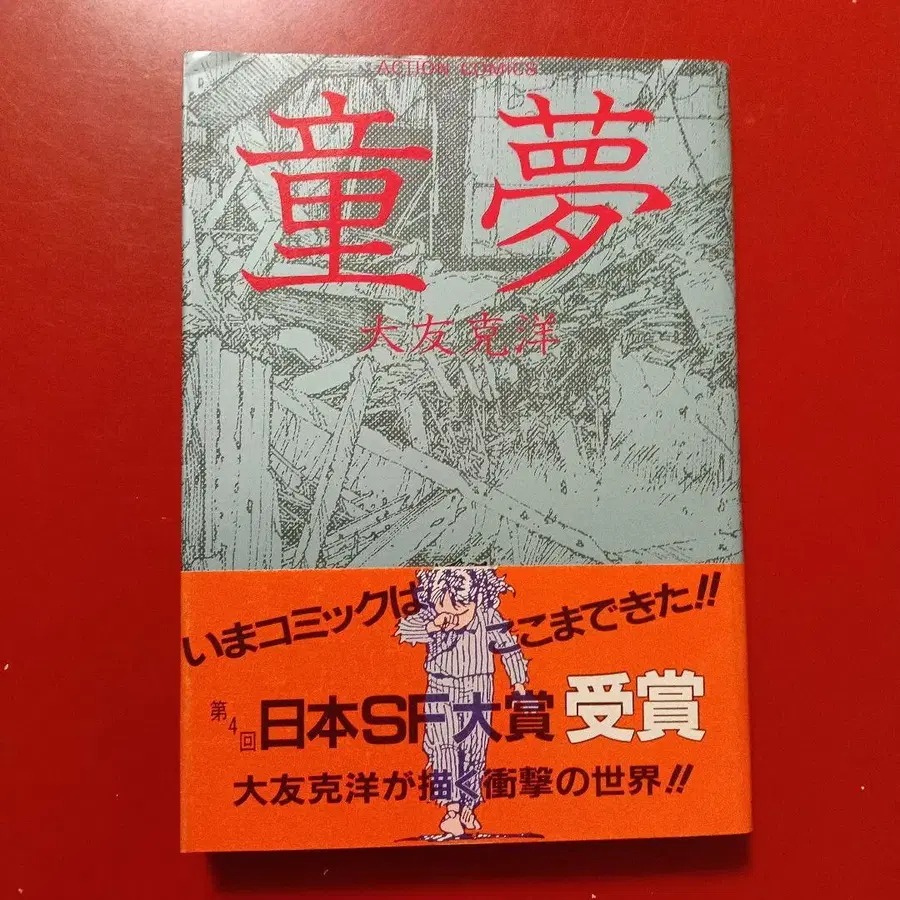 ACTION COMICS
童夢
大友克洋
いまコミックはここまできた!!
第4回日本SF大賞受賞
大友克洋が描く衝撃の世界!!